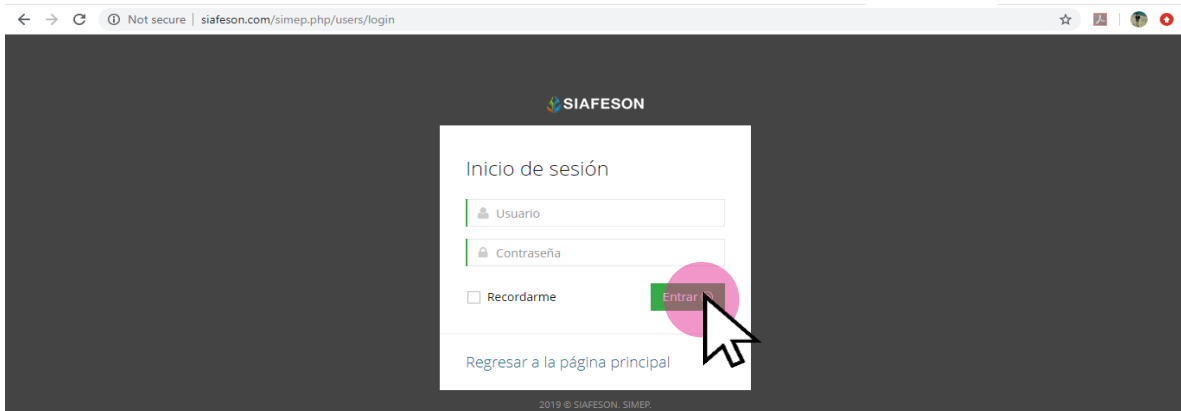 Not secure | siafeson.com/simep.php/users/login
SIAFESON
Inicio de sesión
Usuario
Contraseña
Recordarme
Entrar
Regresar a la página principal
2019 © SIAFESON. SIMEP.